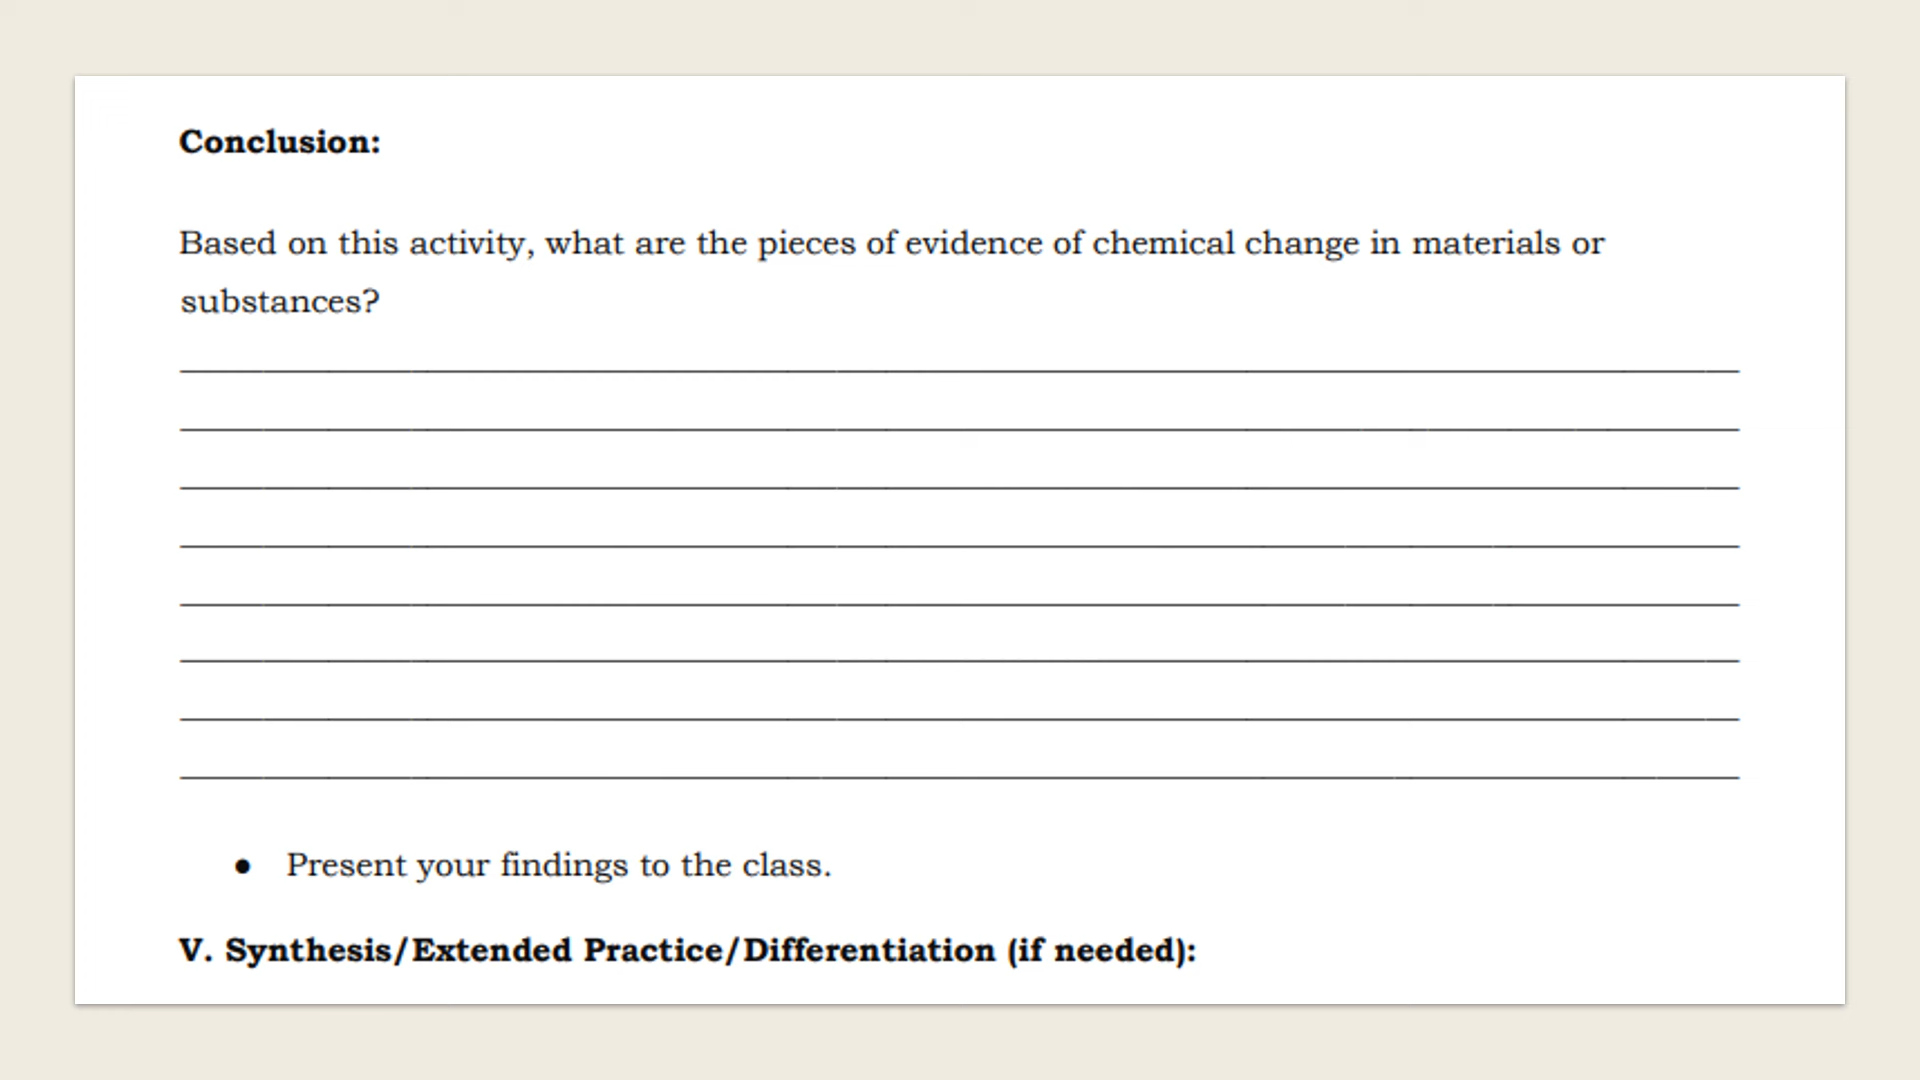 Conclusion:
Based on this activity, what are the pieces of evidence of chemical change in materials or
substances?
● Present your findings to the class.
V. Synthesis/Extended Practice/Differentiation (if needed):